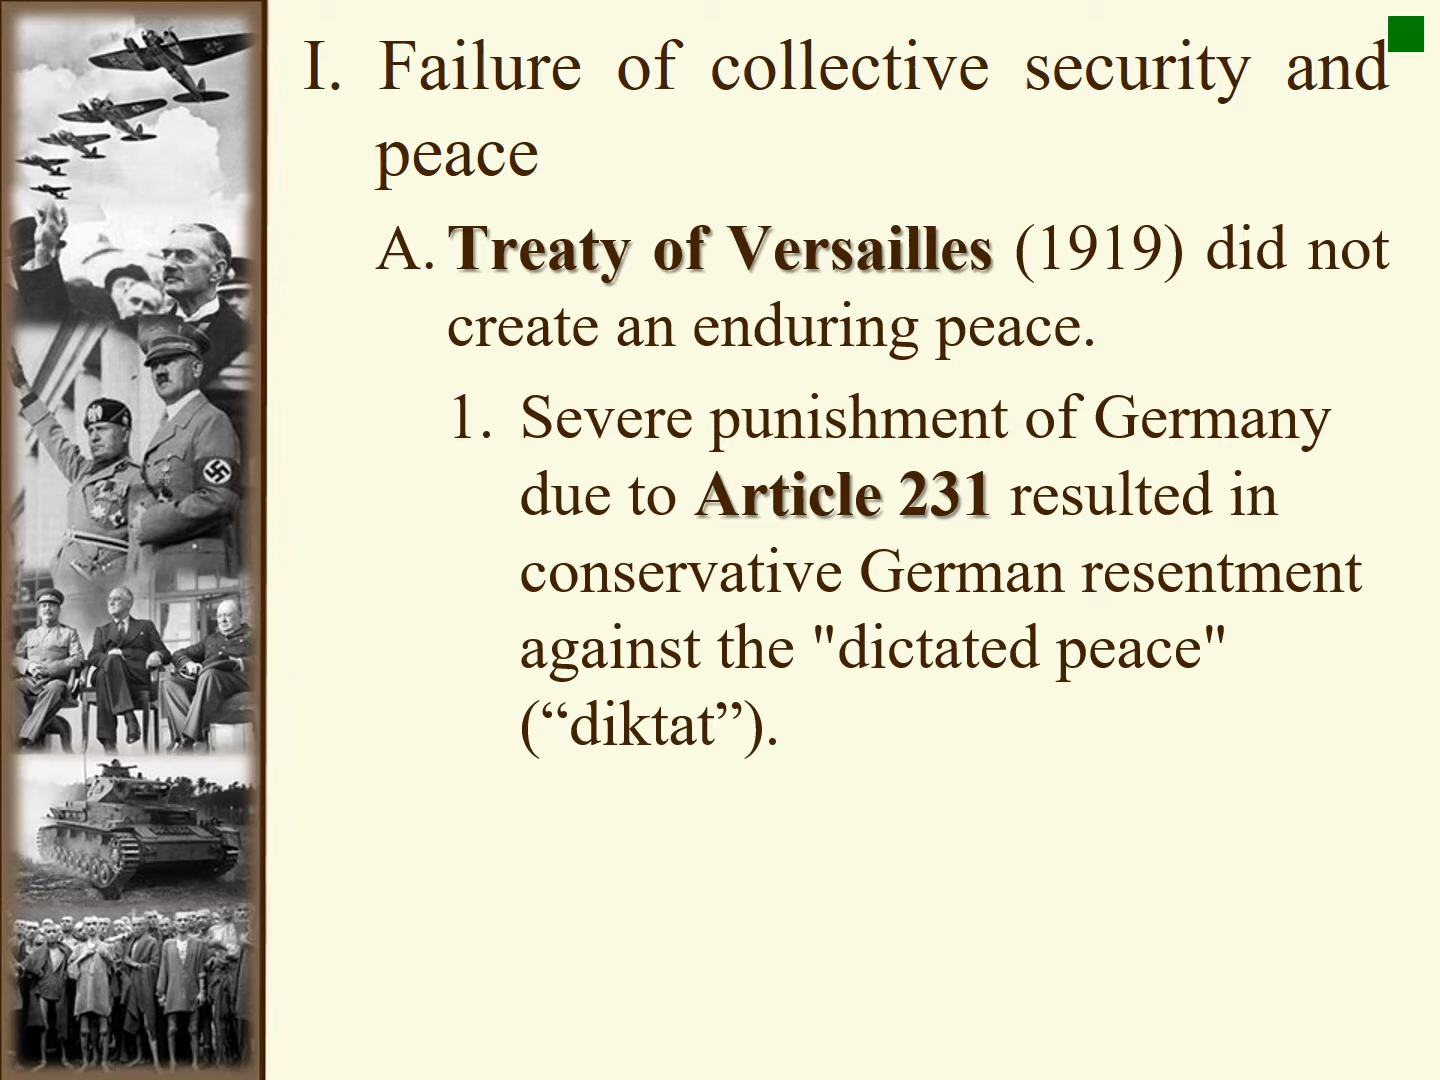 I. Failure of collective security and
peace
A. Treaty of Versailles (1919) did not
create an enduring peace.
1. Severe punishment of Germany
due to Article 231 resulted in
conservative German resentment
against the "dictated peace"
(“diktat”).